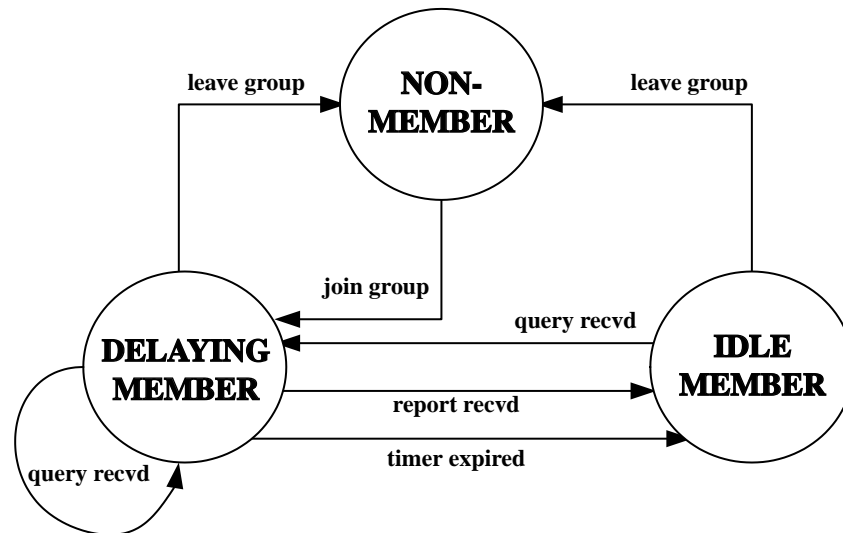 NON-
MEMBER
leave group
leave group
join group
query recvd
DELAYING
MEMBER
IDLE
MEMBER
report recvd
timer expired
query recvd